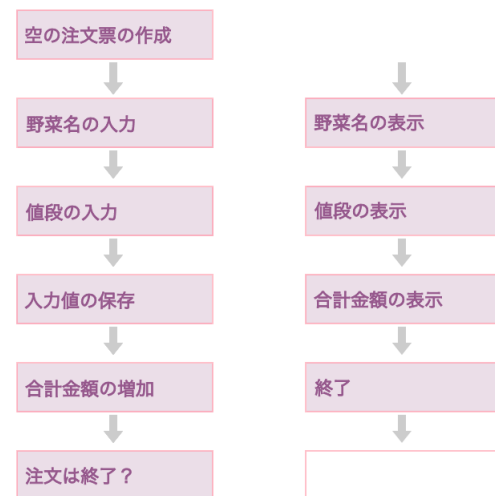 空の注文票の作成
野菜名の入力
値段の入力
入力値の保存
合計金額の増加
注文は終了？
野菜名の表示
値段の表示
合計金額の表示
終了